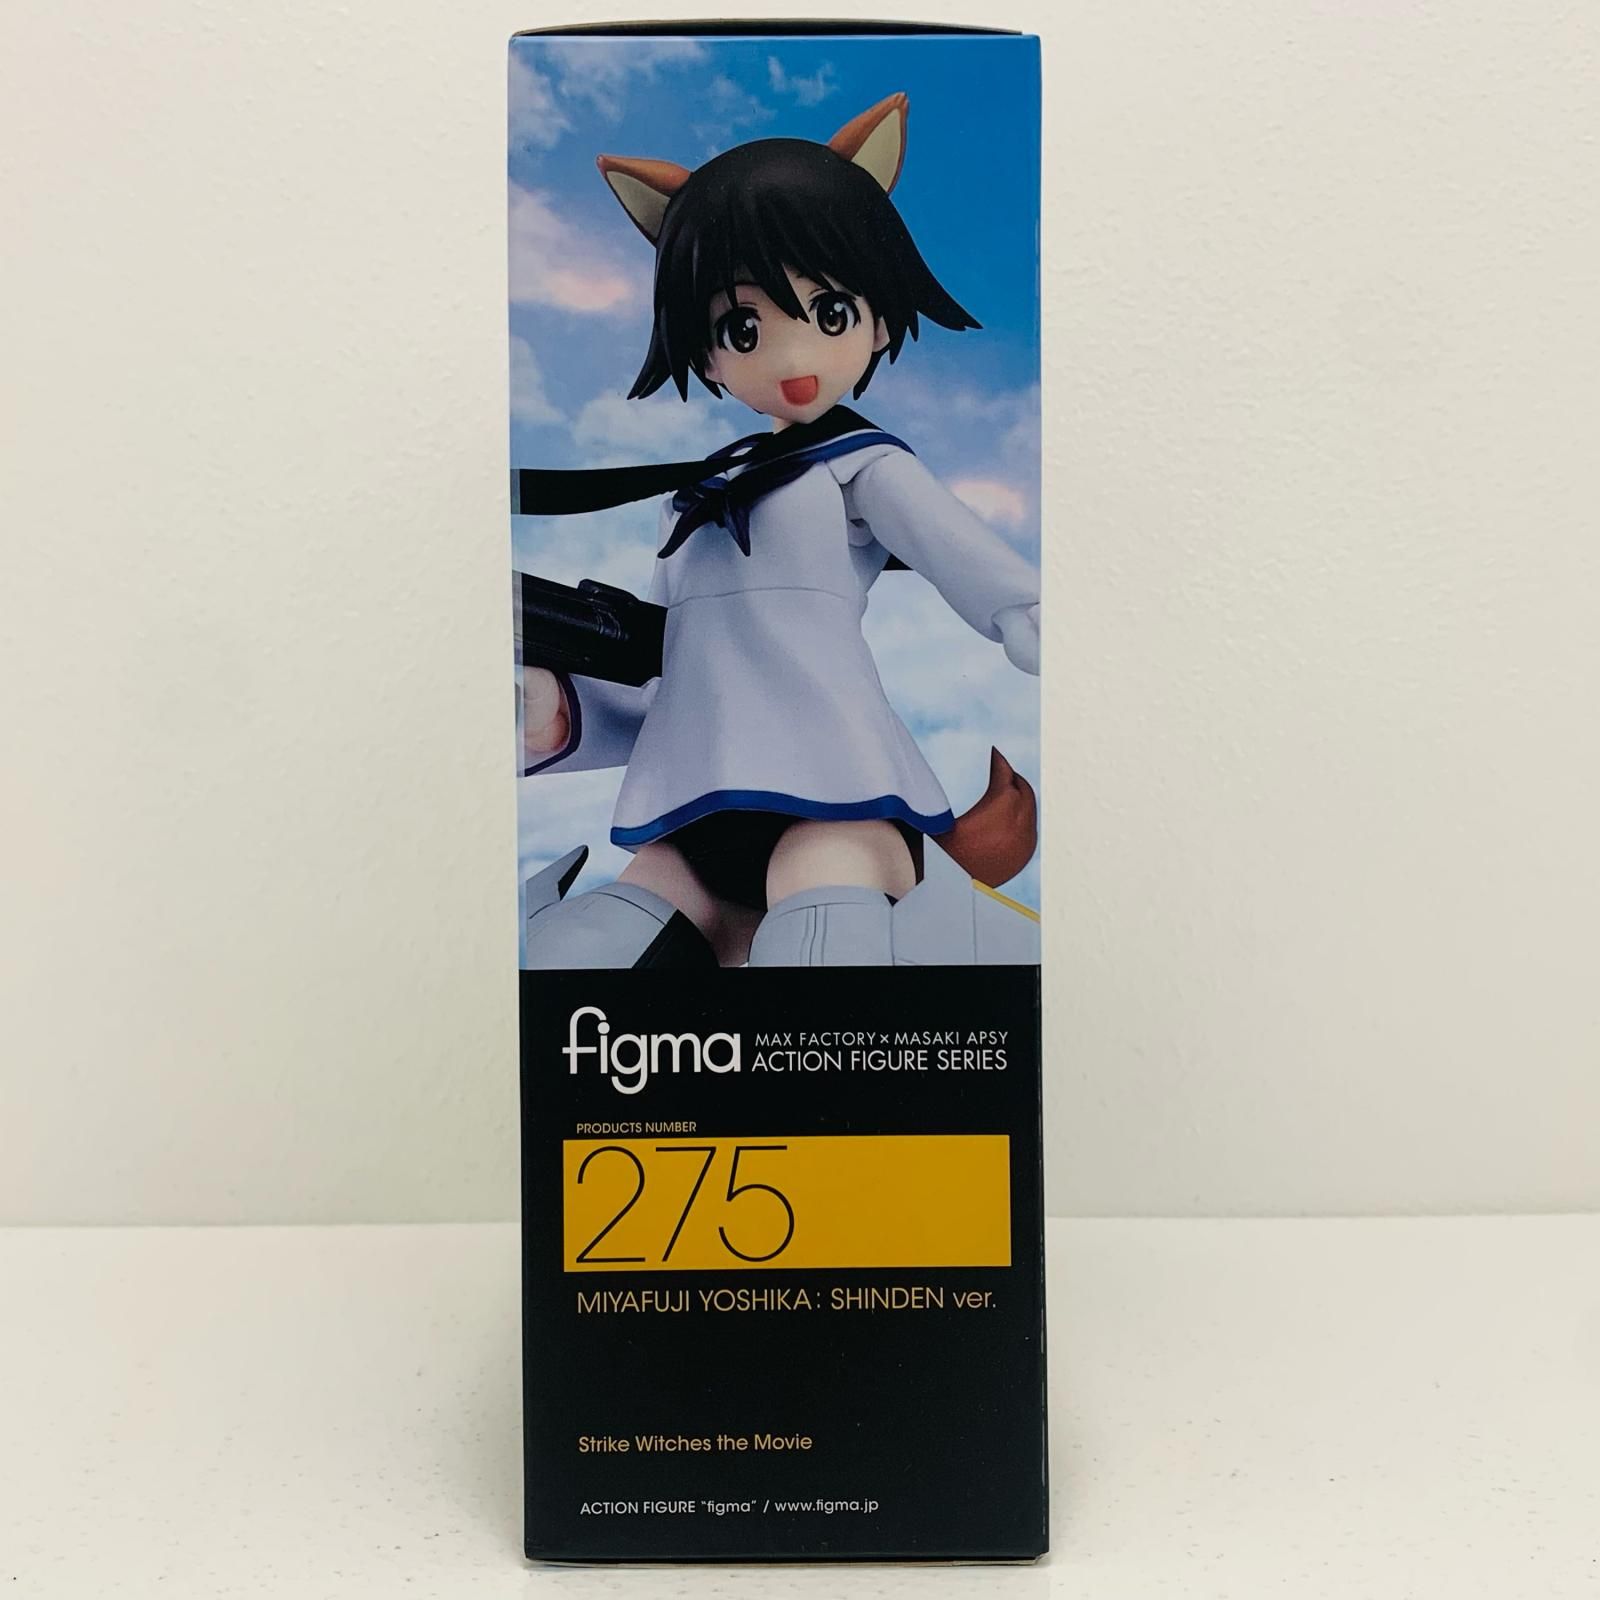 figma
MAX FACTORY×MASAKI APSY
ACTION FIGURE SERIES
PRODUCTS NUMBER
275
MIYAFUJI YOSHIKA: SHINDEN ver.
Strike Witches the Movie
ACTION FIGURE "figma" / www.figma.jp